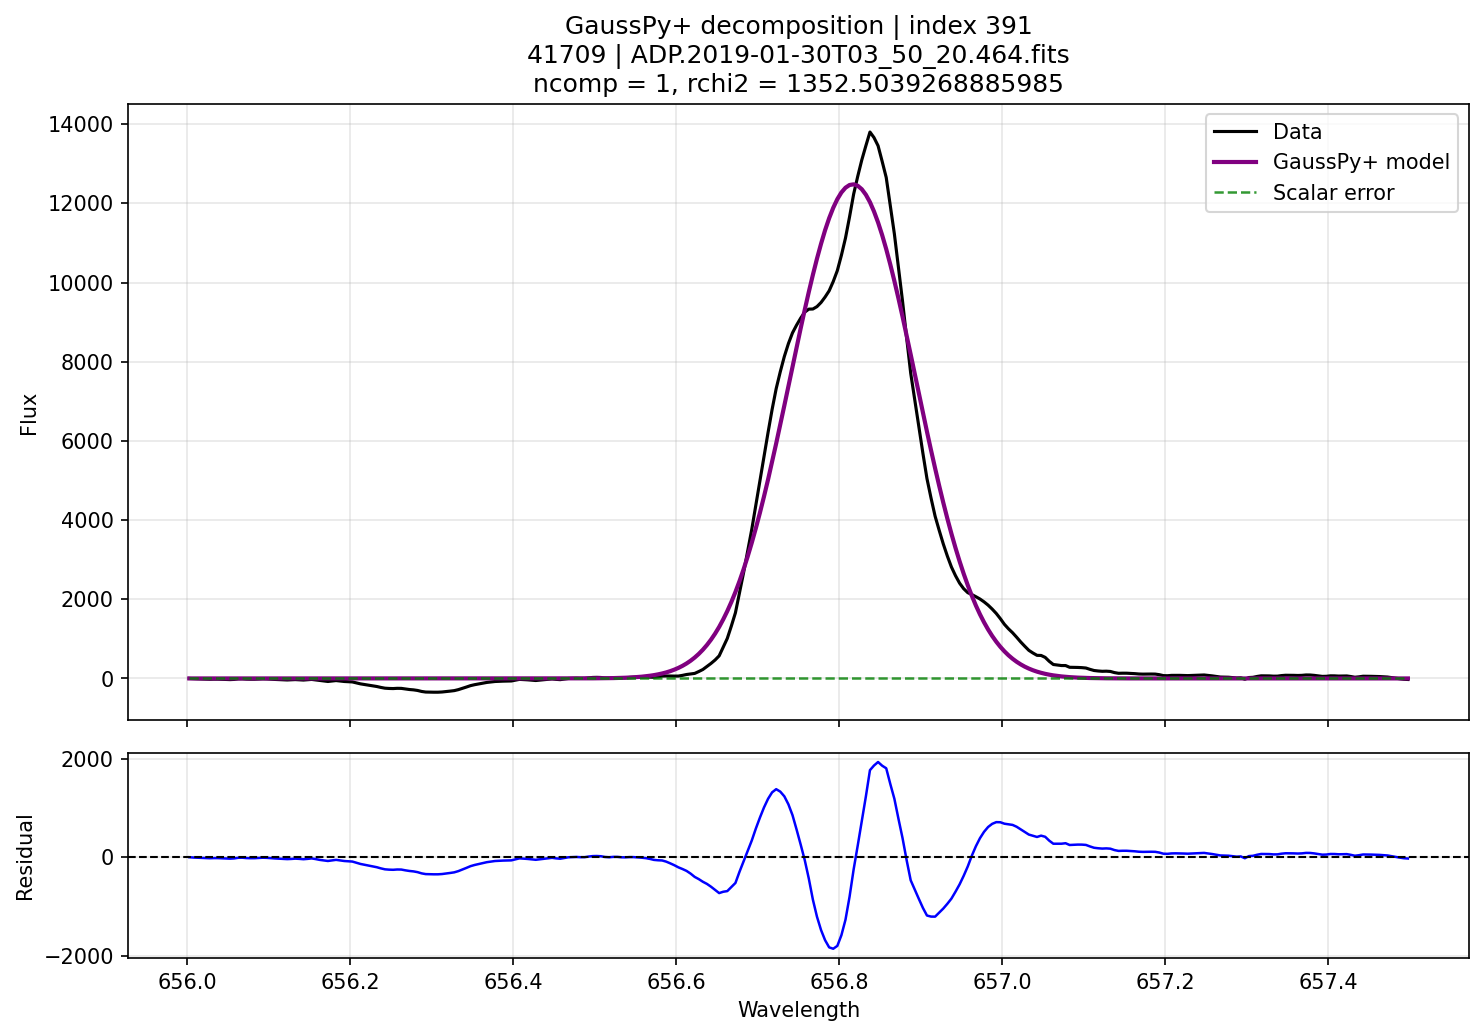 GaussPy+ decomposition | index 391
41709 | ADP.2019-01-30T03_50_20.464.fits
ncomp = 1, rchi2 = 1352.5039268885985
Data
GaussPy+ model
Scalar error
14000
12000
10000
8000
6000
4000
2000
0
Flux
2000
0
−2000
Residual
656.0 656.2 656.4 656.6 656.8 657.0 657.2 657.4
Wavelength